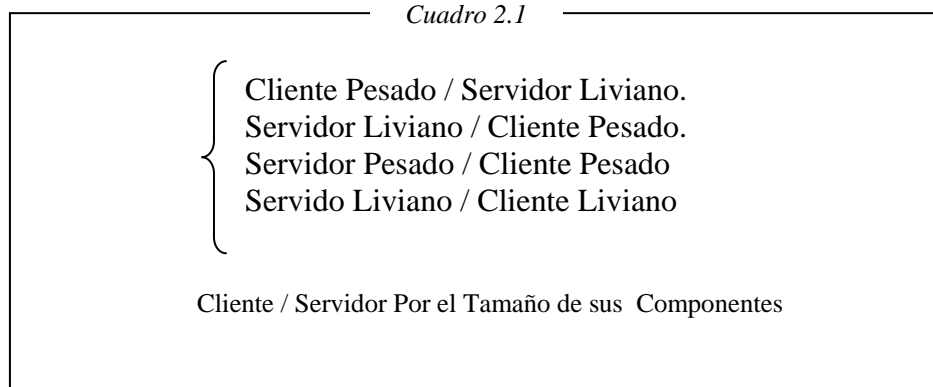 Cuadro 2.1
Cliente Pesado / Servidor Liviano.
Servidor Liviano / Cliente Pesado.
Servidor Pesado / Cliente Pesado
Servido Liviano / Cliente Liviano
Cliente / Servidor Por el Tamaño de sus Componentes